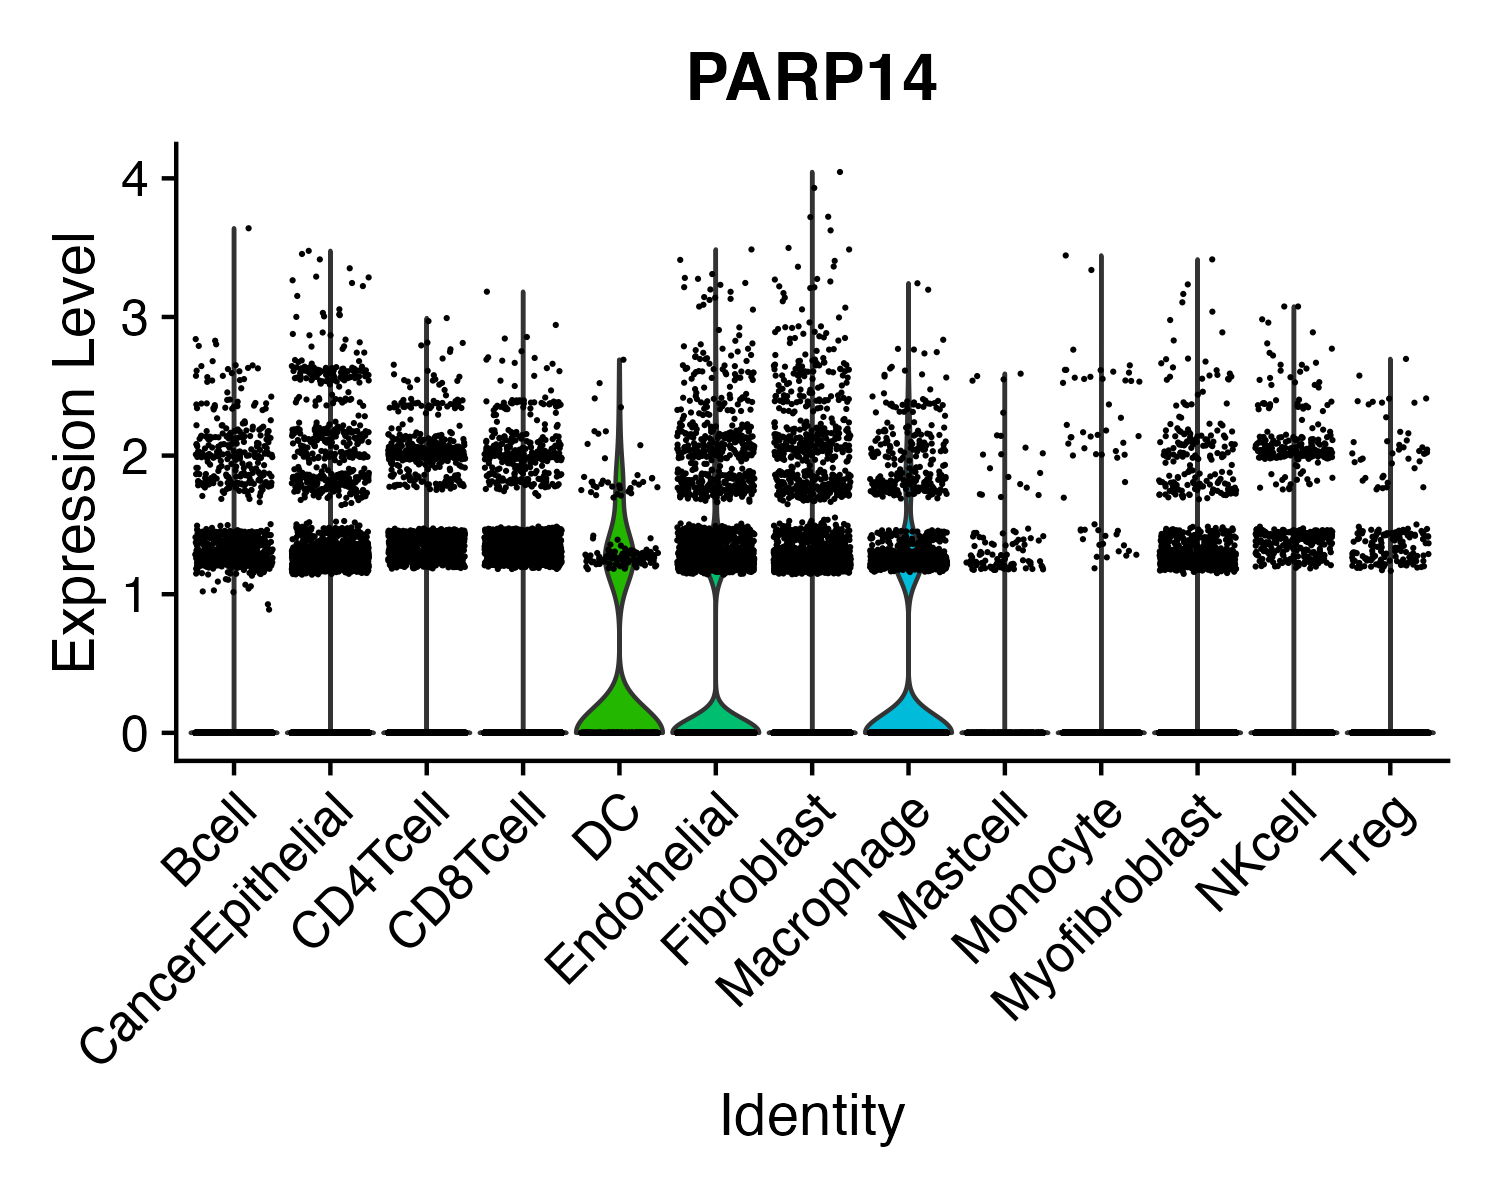 PARP14
Expression Level
4
3
2
1
0
Bcell
CancerEpithelial
CD4Tcell
CD8Tcell
DC
Endothelial
Fibroblast
Macrophage
Mastcell
Monocyte
Myofibroblast
NKcell
Treg
Identity